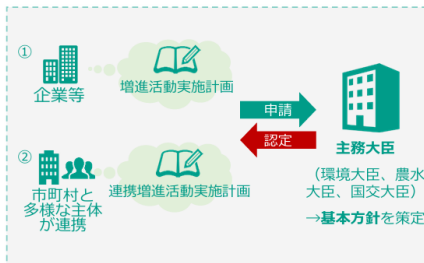 ①
企業等
増進活動実施計画
②
市町村と
多様な主体
が連携
連携増進活動実施計画
申請
認定
主務大臣
(環境大臣、農水
大臣、国交大臣)
→基本方針を策定